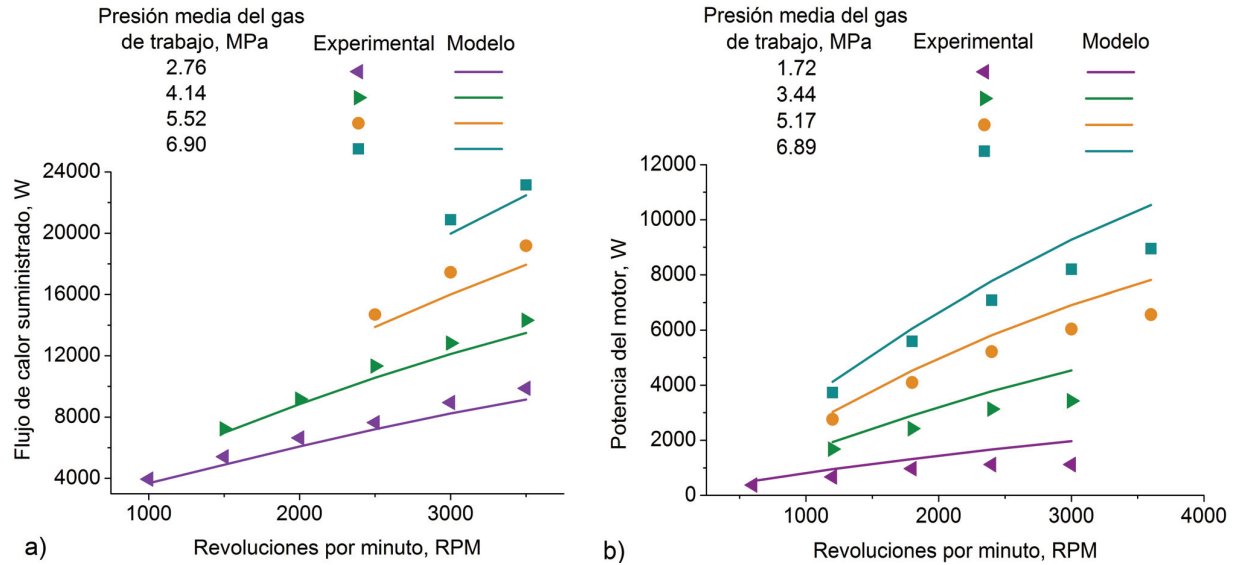 Presión media del gas
de trabajo, MPa Experimental Modelo
2.76
4.14
5.52
6.90
24000
20000
16000
12000
8000
4000
Flujo de calor suministrado, W
1000 2000 3000
Revoluciones por minuto, RPM
a)
Presión media del gas
de trabajo, MPa Experimental Modelo
1.72
3.44
5.17
6.89
12000
10000
8000
6000
4000
2000
0
Potencia del motor, W
1000 2000 3000 4000
Revoluciones por minuto, RPM
b)